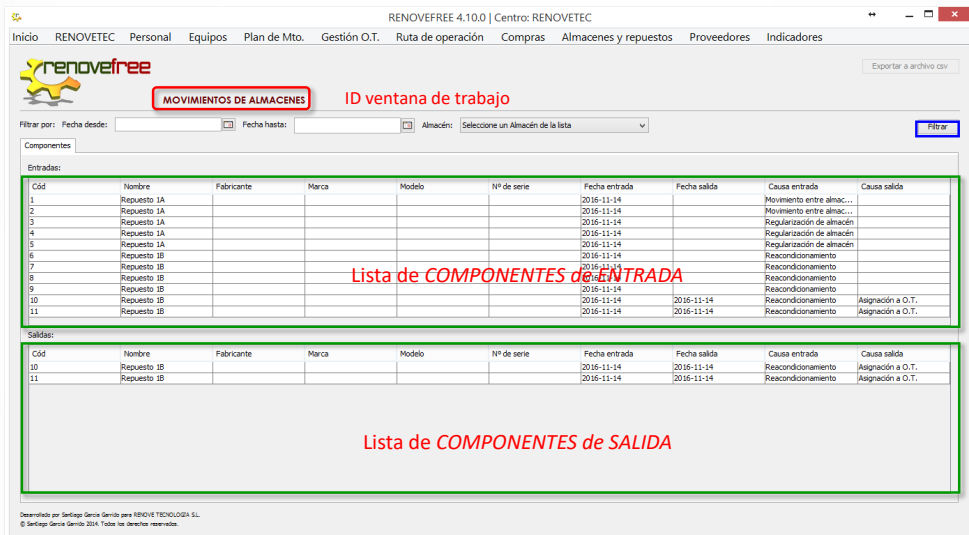 RENOVEFREE 4.10.0 | Centro: RENOVETEC
Inicio RENOVETEC Personal Equipos Plan de Mto. Gestión O.T. Ruta de operación Compras Almacenes y repuestos Proveedores Indicadores
renovefree
Exportar a archivo csv
MOVIMIENTOS DE ALMACENES ID ventana de trabajo
Filtrar por: Fecha desde: Fecha hasta: Almacén: Seleccione un Almacén de la lista Filtrar
Componentes
Entradas:
Cód Nombre Fabricante Marca Modelo Nº de serie Fecha entrada Fecha salida Causa entrada Causa salida
1 Repuesto 1A 2016-11-14 Movimiento entre almac...
2 Repuesto 1A 2016-11-14 Movimiento entre almac...
3 Repuesto 1A 2016-11-14 Regularización de almacén
4 Repuesto 1A 2016-11-14 Regularización de almacén
5 Repuesto 1A 2016-11-14 Regularización de almacén
6 Repuesto 1B 2016-11-14 Reacondicionamiento
7 Repuesto 1B 2016-11-14 Reacondicionamiento
Lista de COMPONENTES de ENTRADA
8 Repuesto 1B 2016-11-14 Reacondicionamiento
9 Repuesto 1B 2016-11-14 Reacondicionamiento
10 Repuesto 1B 2016-11-14 2016-11-14 Reacondicionamiento Asignación a O.T.
11 Repuesto 1B 2016-11-14 2016-11-14 Reacondicionamiento Asignación a O.T.
Salidas:
Cód Nombre Fabricante Marca Modelo Nº de serie Fecha entrada Fecha salida Causa entrada Causa salida
10 Repuesto 1B 2016-11-14 2016-11-14 Reacondicionamiento Asignación a O.T.
11 Repuesto 1B 2016-11-14 2016-11-14 Reacondicionamiento Asignación a O.T.
Lista de COMPONENTES de SALIDA
Desarrollado por Santiago Garcia Garrido para RENOVE TECNOLOGÍA S.L.
© Santiago Garcia Garrido 2014. Todos los derechos reservados.